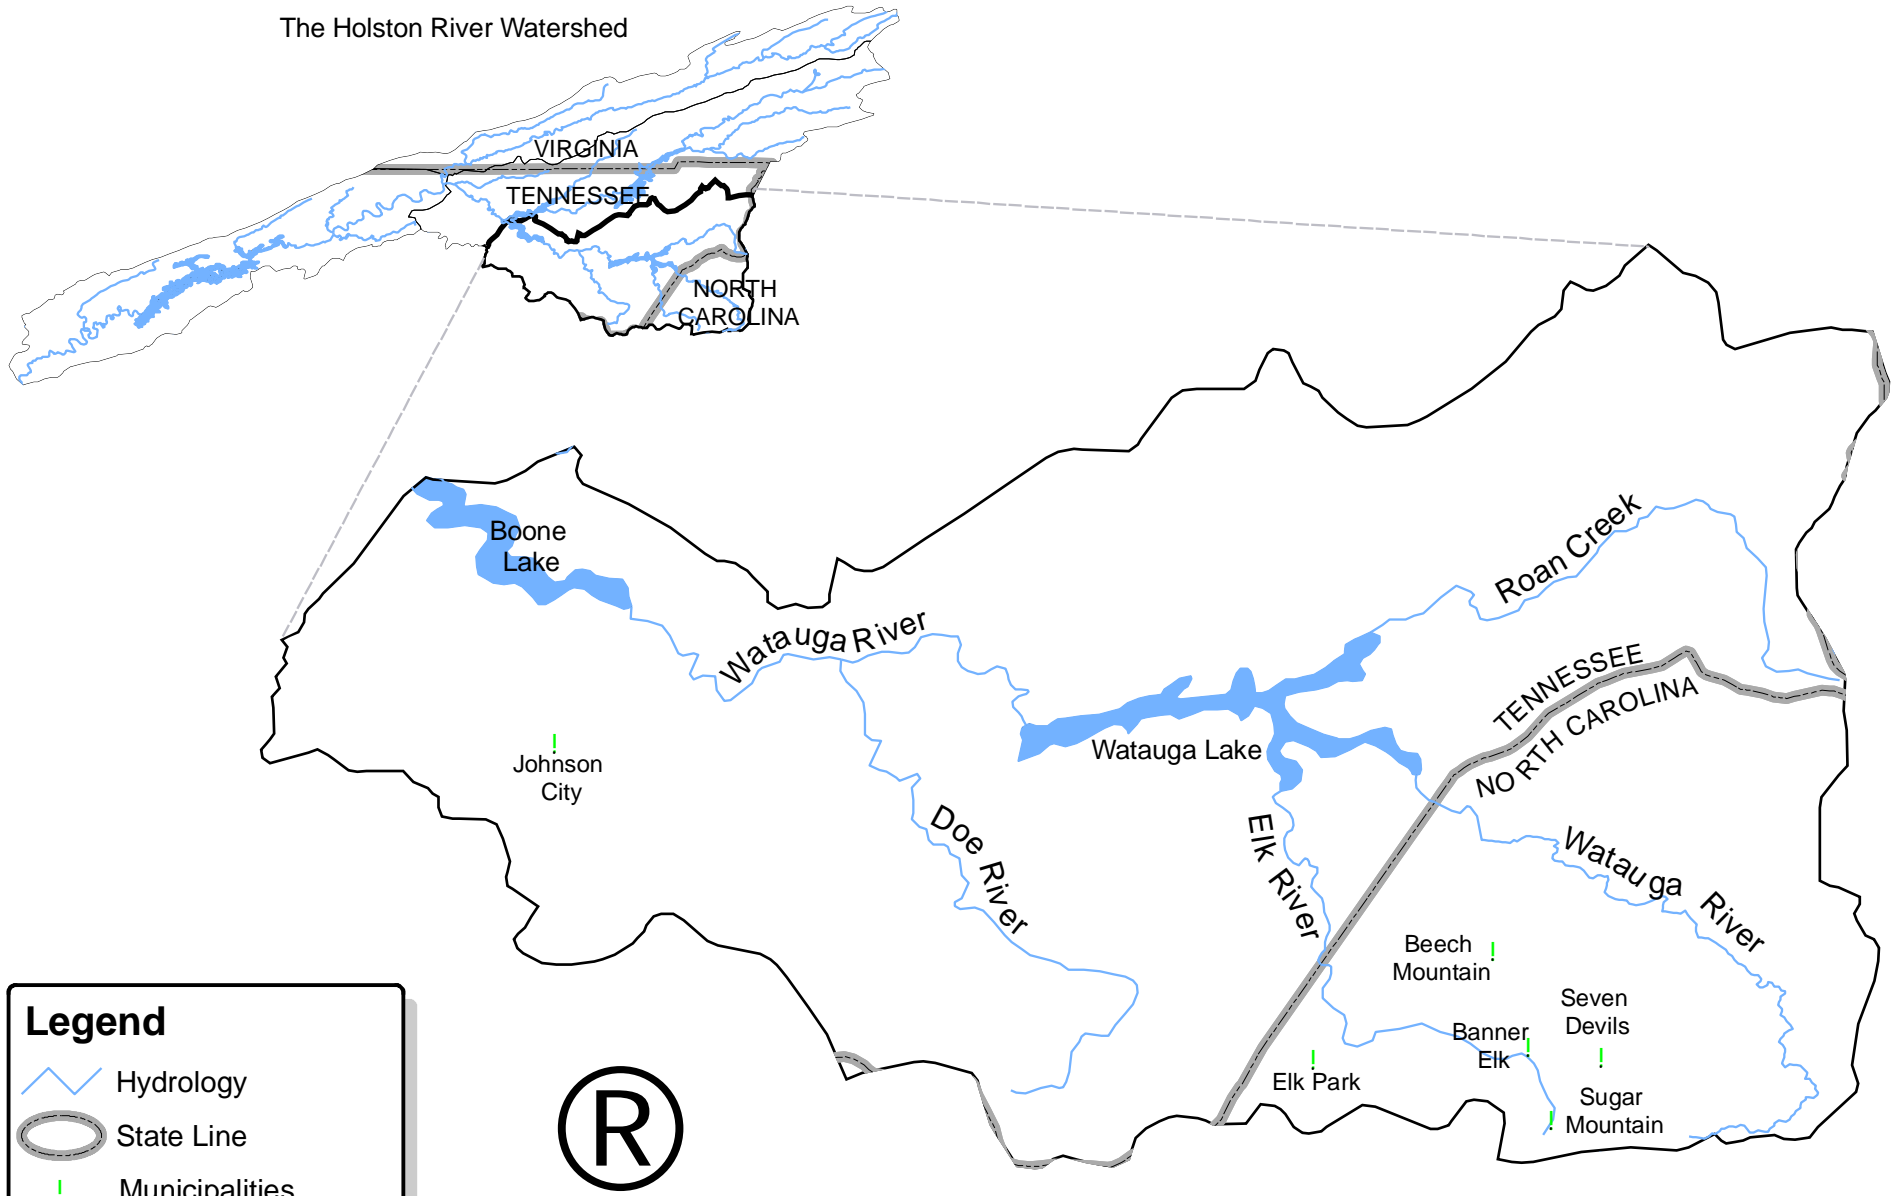 The Holston River Watershed
VIRGINIA
TENNESSEE
NORTH
CAROLINA
Boone
Lake
Watauga River
Roan Creek
TENNESSEE
NORTH CAROLINA
Watauga Lake
Johnson
City
Doe River
Elk River
Watauga River
Beech
Mountain
Seven
Devils
Banner
Elk
Elk Park
Sugar
Mountain
Legend
Hydrology
State Line
Municipalities
®